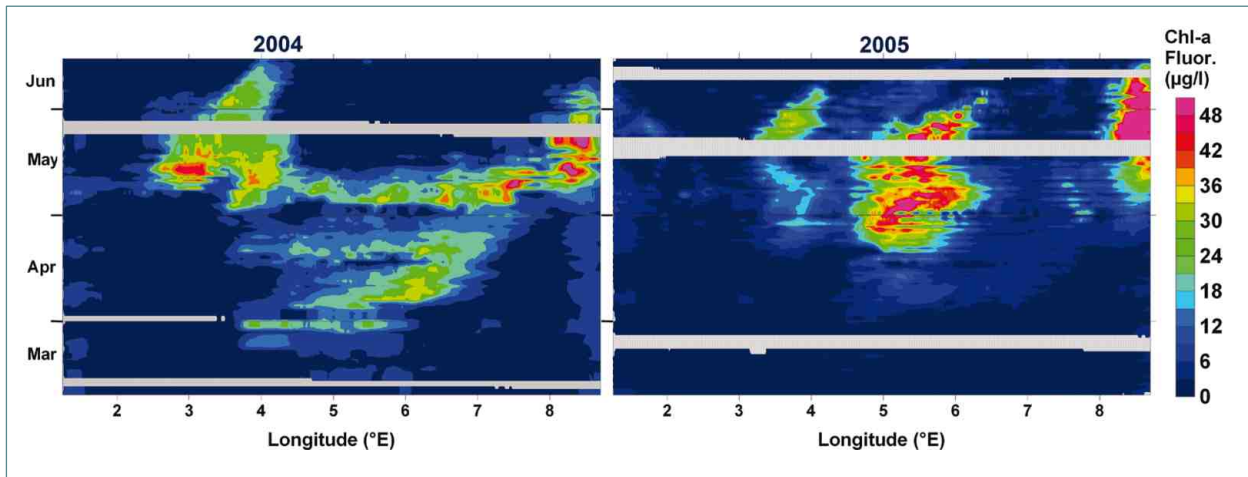 2004
2005
Chl-a
Fluor.
(µg/l)
Jun
May
Apr
Mar
48
42
36
30
24
18
12
6
0
2 3 4 5 6 7 8
2 3 4 5 6 7 8
Longitude (°E)
Longitude (°E)